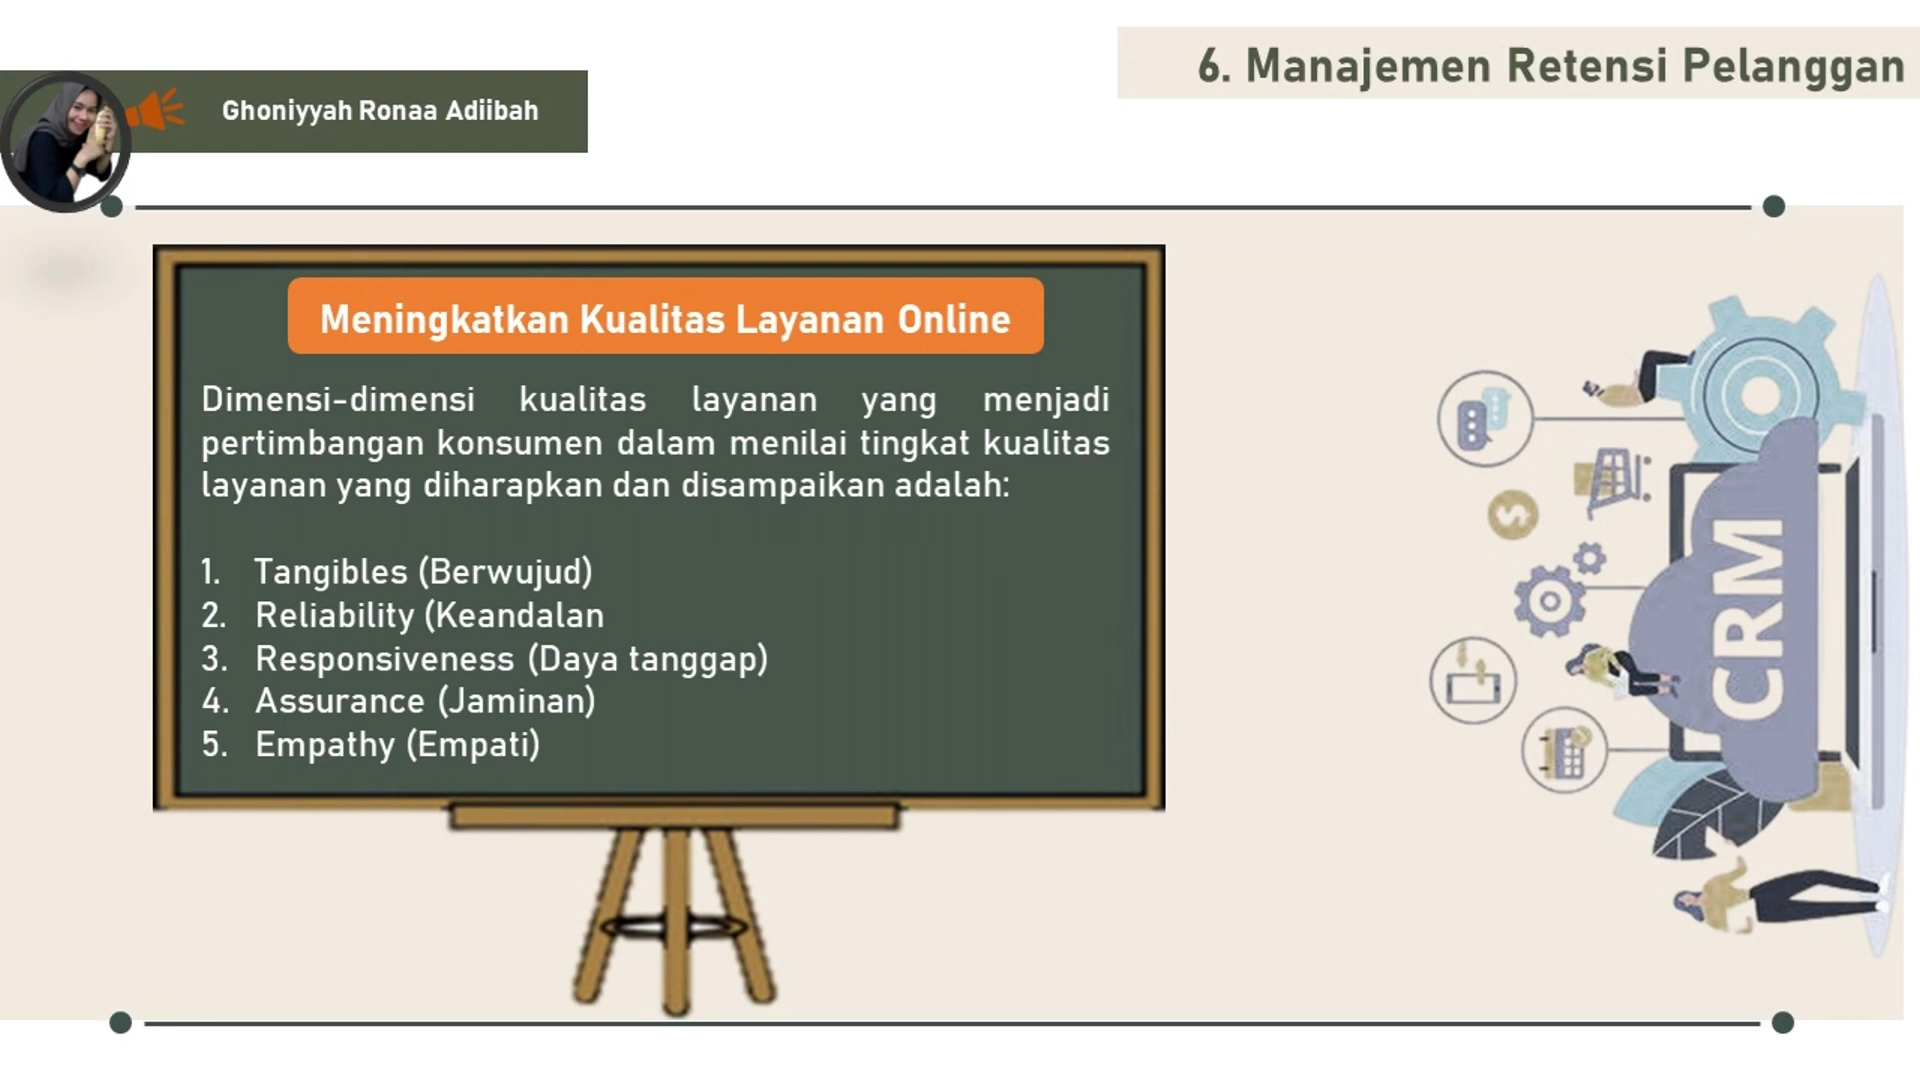 6. Manajemen Retensi Pelanggan
Ghoniyyah Ronaa Adiibah
Meningkatkan Kualitas Layanan Online
Dimensi-dimensi kualitas layanan yang menjadi
pertimbangan konsumen dalam menilai tingkat kualitas
layanan yang diharapkan dan disampaikan adalah:
1. Tangibles (Berwujud)
2. Reliability (Keandalan
3. Responsiveness (Daya tanggap)
4. Assurance (Jaminan)
5. Empathy (Empati)
CRM